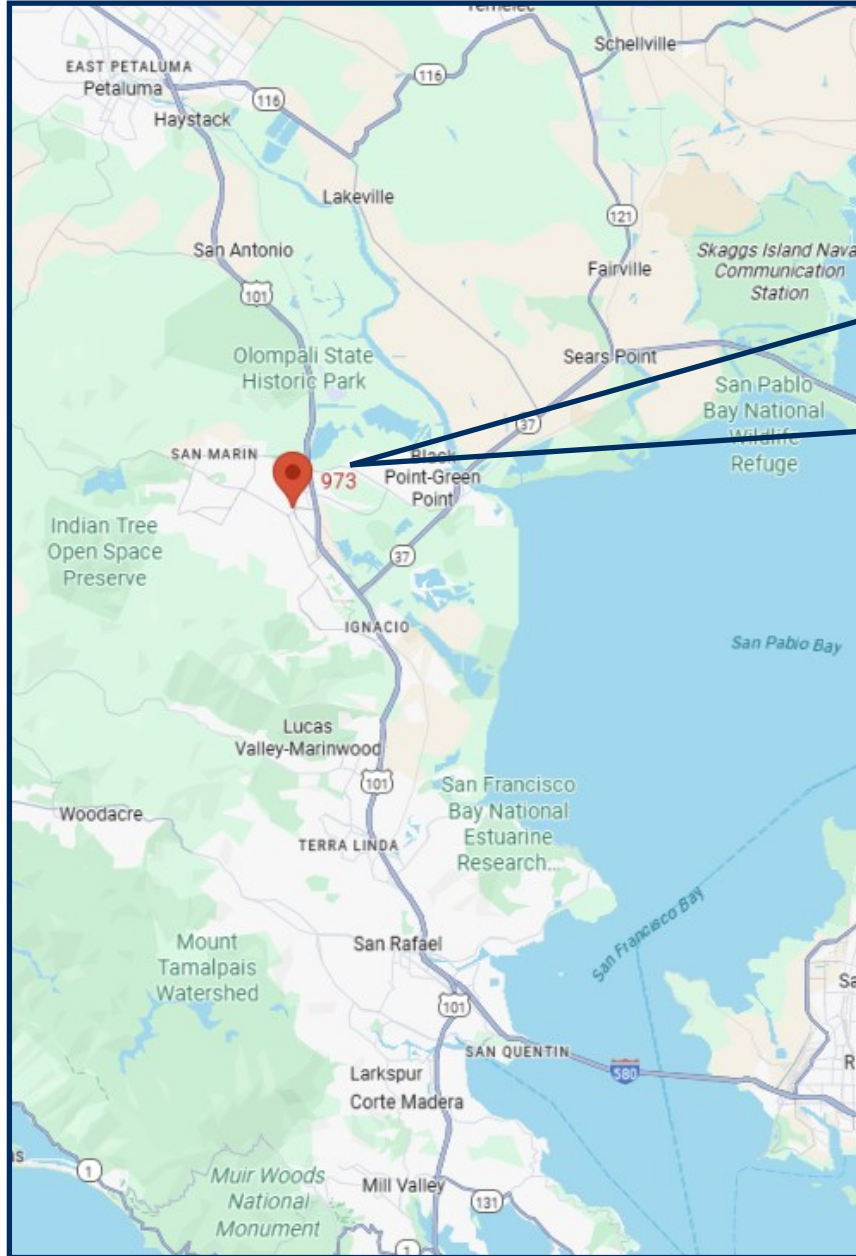 Schellville
EAST PETALUMA
Petaluma
116
116
Haystack
Lakeville
121
San Antonio
Skaggs Island Nava
Communication
Station
Fairville
101
Olompali State
Historic Park
Sears Point
San Pablo
Bay National
Wildlife
Refuge
37
SAN MARIN
973
Black
Point-Green
Point
Indian Tree
Open Space
Preserve
37
IGNACIO
San Pablo Bay
Lucas
Valley-Marinwood
101
San Francisco
Bay National
Estuarine
Research...
Woodacre
TERRA LINDA
San Francisco Bay
Mount
Tamalpais
Watershed
San Rafael
Sa
101
SAN QUENTIN
580
R
Larkspur
Corte Madera
s
1
Muir Woods
National
Monument
Mill Valley
131
1